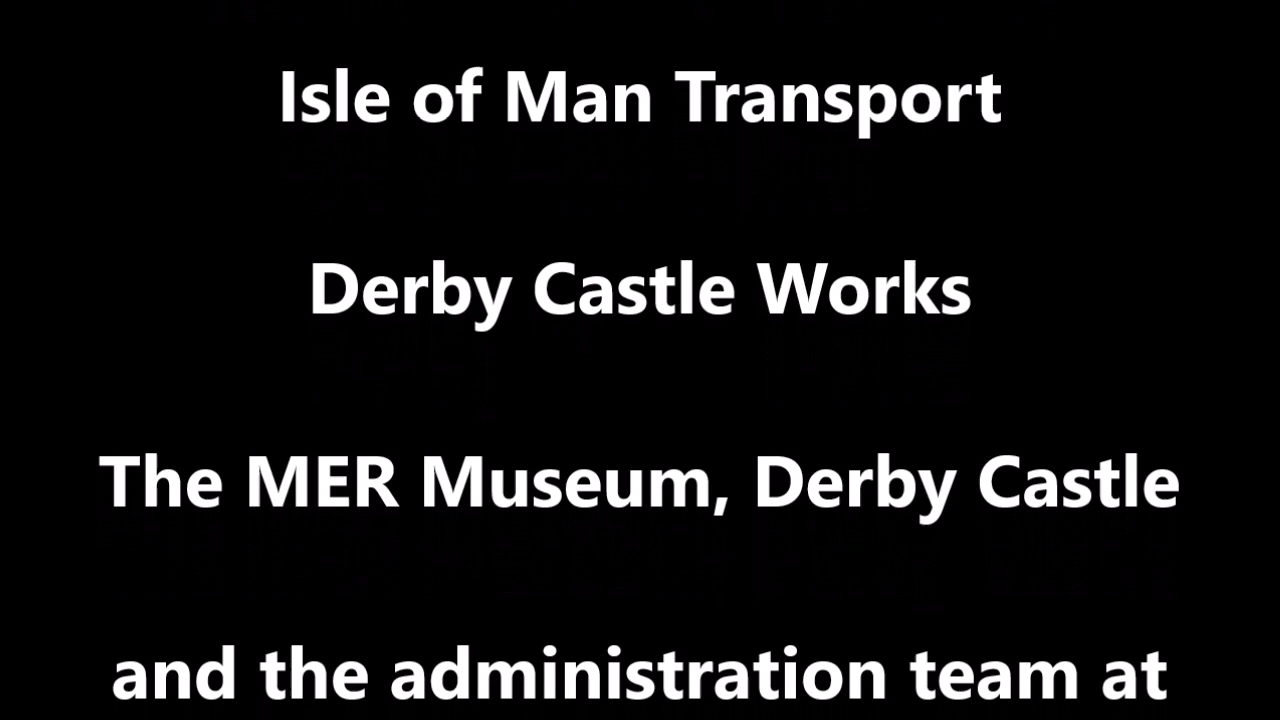 Isle of Man Transport
Derby Castle Works
The MER Museum, Derby Castle
and the administration team at